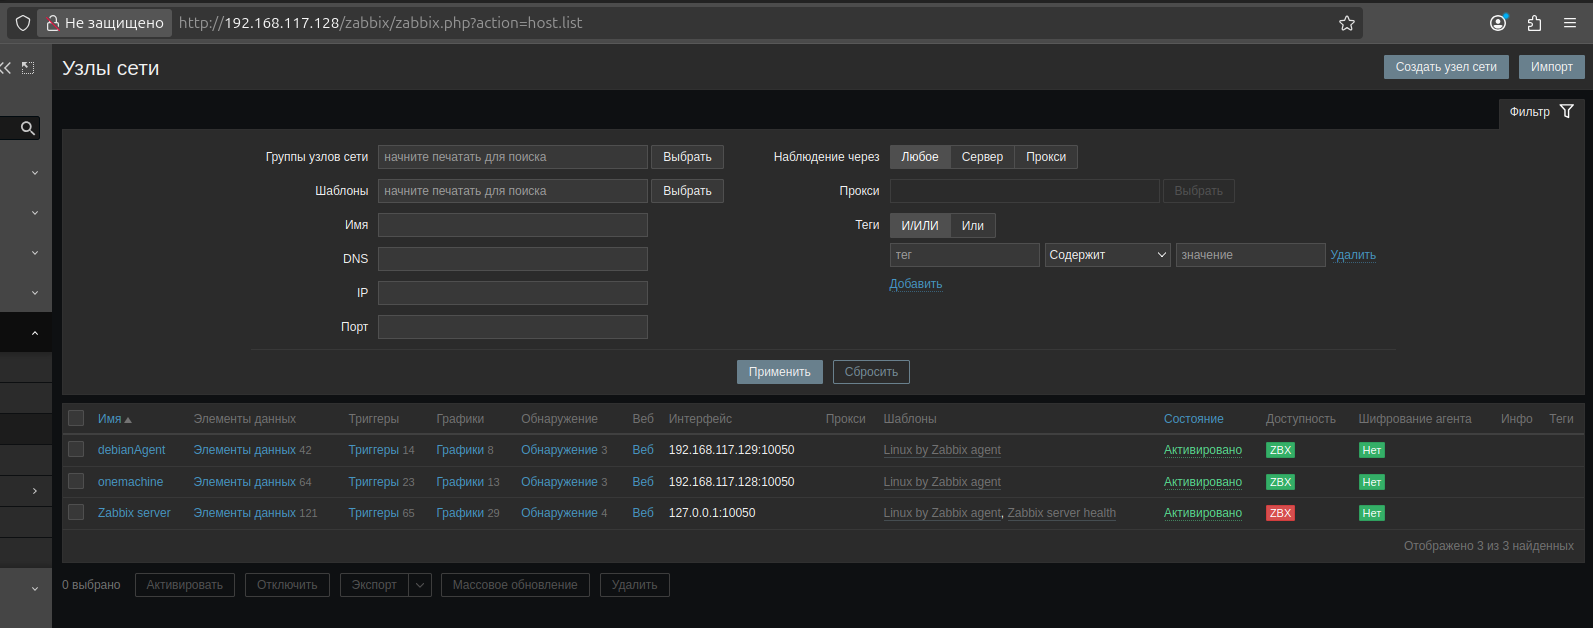 Не защищено http://192.168.117.128/zabbix/zabbix.php?action=host.list
Узлы сети Создать узел сети Импорт
Фильтр
Группы узлов сети начните печатать для поиска Выбрать Наблюдение через Любое Сервер Прокси
Шаблоны начните печатать для поиска Выбрать Прокси Выбрать
Имя Теги И/ИЛИ Или
DNS тег Содержит значение Удалить
IP Добавить
Порт
Применить Сбросить
Имя Элементы данных Триггеры Графики Обнаружение Веб Интерфейс Прокси Шаблоны Состояние Доступность Шифрование агента Инфо Теги
debianAgent Элементы данных 42 Триггеры 14 Графики 8 Обнаружение 3 Веб 192.168.117.129:10050 Linux by Zabbix agent Активировано ZBX Нет
onemachine Элементы данных 64 Триггеры 23 Графики 13 Обнаружение 3 Веб 192.168.117.128:10050 Linux by Zabbix agent Активировано ZBX Нет
Zabbix server Элементы данных 121 Триггеры 65 Графики 29 Обнаружение 4 Веб 127.0.0.1:10050 Linux by Zabbix agent, Zabbix server health Активировано ZBX Нет
Отображено 3 из 3 найденных
0 выбрано Активировать Отключить Экспорт Массовое обновление Удалить